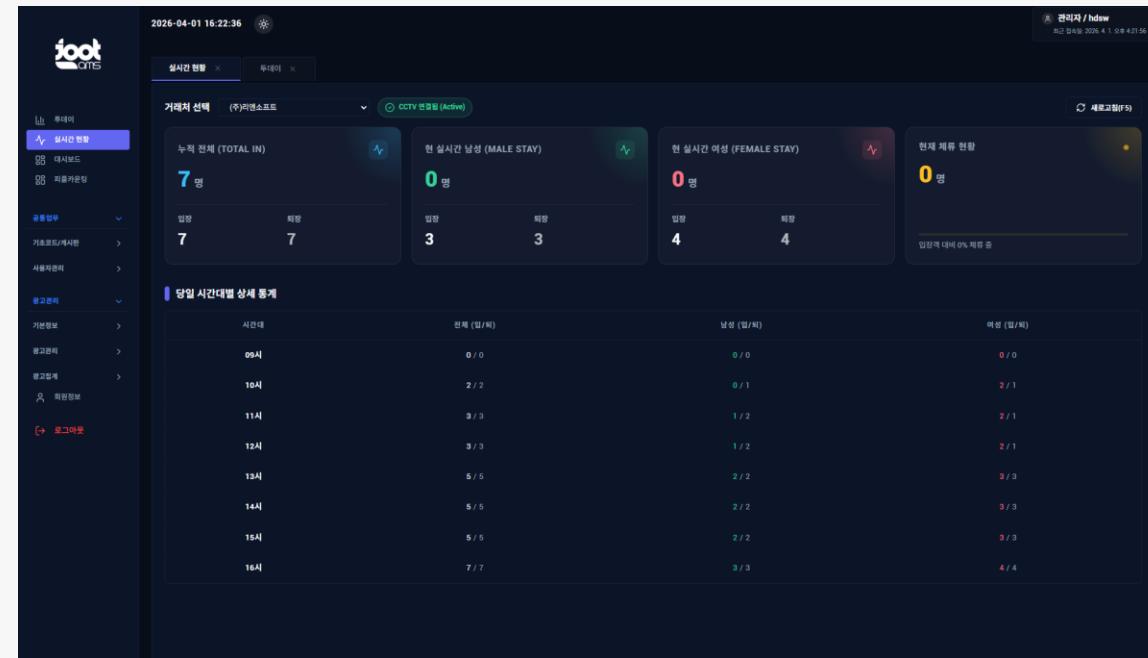 joot
ams
2026-04-01 16:22:36
관리자 / hdsw
최근 접속일: 2026. 4. 1. 오후 4:21:56
실시간 현황 ×
투데이 ×
투데이
실시간 현황
대시보드
피플카운팅
공통업무
기초코드/게시판
사용자관리
광고관리
기본정보
광고관리
광고집계
회원정보
로그아웃
거래처 선택
(주)리앤소프트
CCTV 연결됨 (Active)
새로고침(F5)
누적 전체 (TOTAL IN)
7 명
입장 퇴장
7 7
현 실시간 남성 (MALE STAY)
0 명
입장 퇴장
3 3
현 실시간 여성 (FEMALE STAY)
0 명
입장 퇴장
4 4
현재 체류 현황
0 명
입장객 대비 0% 체류 중
당일 시간대별 상세 통계
시간대 전체 (입/퇴) 남성 (입/퇴) 여성 (입/퇴)
09시 0 / 0 0 / 0 0 / 0
10시 2 / 2 0 / 1 2 / 1
11시 3 / 3 1 / 2 2 / 1
12시 3 / 3 1 / 2 2 / 1
13시 5 / 5 2 / 2 3 / 3
14시 5 / 5 2 / 2 3 / 3
15시 5 / 5 2 / 2 3 / 3
16시 7 / 7 3 / 3 4 / 4